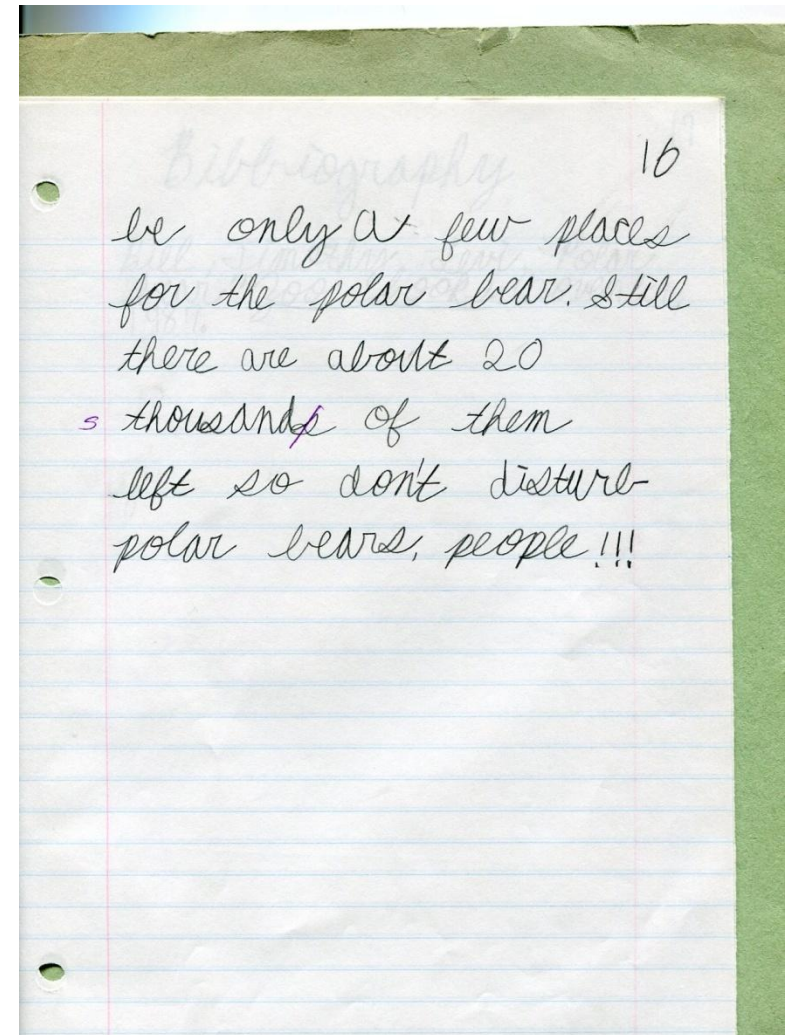 16
be only a few places
for the polar bear. Still
there are about 20
s thousands of them
left so don't disturb
polar bears, people!!!